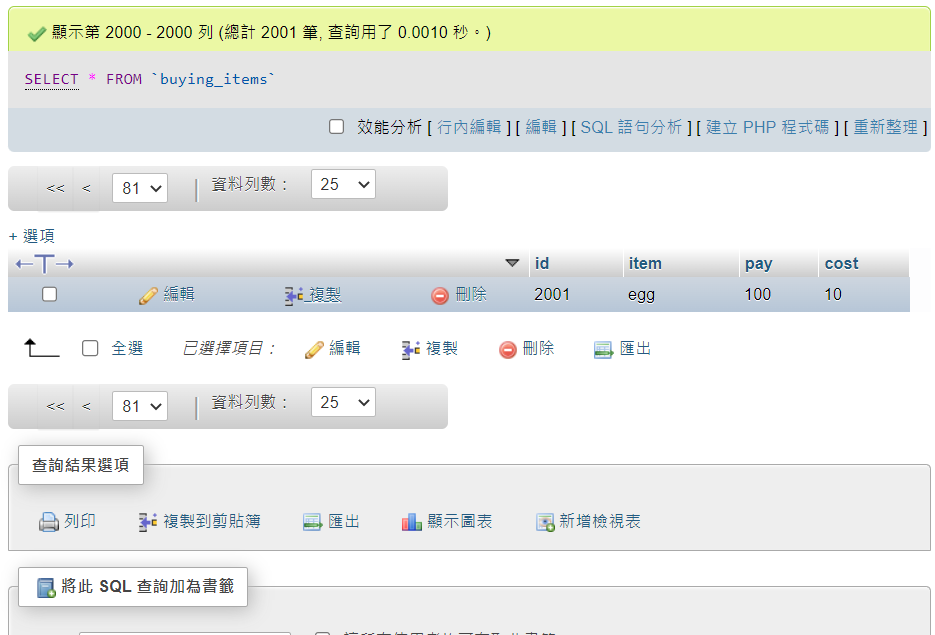 顯示第 2000 - 2000 列 (總計 2001 筆, 查詢用了 0.0010 秒。)
SELECT * FROM `buying_items`
效能分析 [ 行內編輯 ] [ 編輯 ] [ SQL 語句分析 ] [ 建立 PHP 程式碼 ] [ 重新整理 ]
<< < 81 | 資料列數： 25
+ 選項
←T→ id item pay cost
編輯 複製 刪除 2001 egg 100 10
全選 已選擇項目： 編輯 複製 刪除 匯出
<< < 81 | 資料列數： 25
查詢結果選項
列印 複製到剪貼簿 匯出 顯示圖表 新增檢視表
將此 SQL 查詢加為書籤